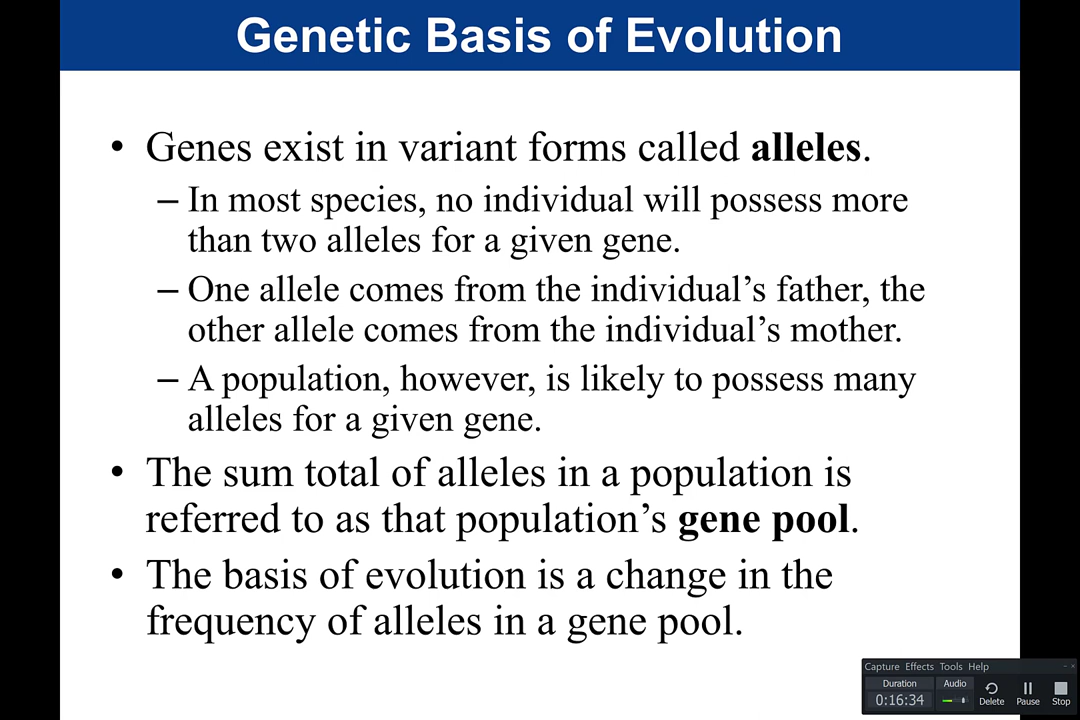 Genetic Basis of Evolution
• Genes exist in variant forms called alleles.
– In most species, no individual will possess more
than two alleles for a given gene.
– One allele comes from the individual’s father, the
other allele comes from the individual’s mother.
– A population, however, is likely to possess many
alleles for a given gene.
• The sum total of alleles in a population is
referred to as that population’s gene pool.
• The basis of evolution is a change in the
frequency of alleles in a gene pool.
Capture Effects Tools Help
Duration Audio
0:16:34 Delete Pause Stop